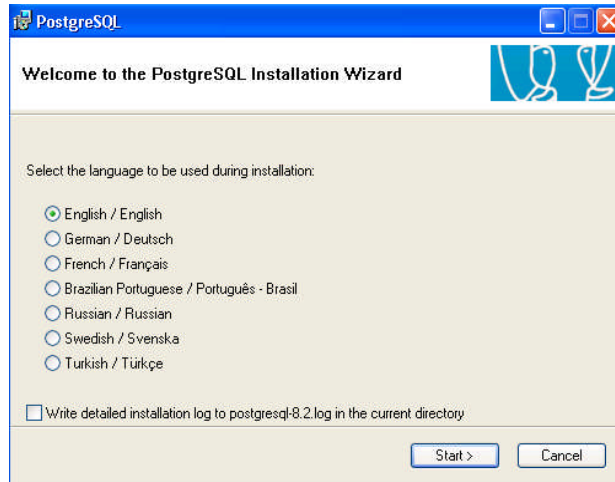 PostgreSQL
Welcome to the PostgreSQL Installation Wizard
Select the language to be used during installation:
English / English
German / Deutsch
French / Français
Brazilian Portuguese / Português - Brasil
Russian / Russian
Swedish / Svenska
Turkish / Türkçe
Write detailed installation log to postgresql-8.2.log in the current directory
Start >
Cancel